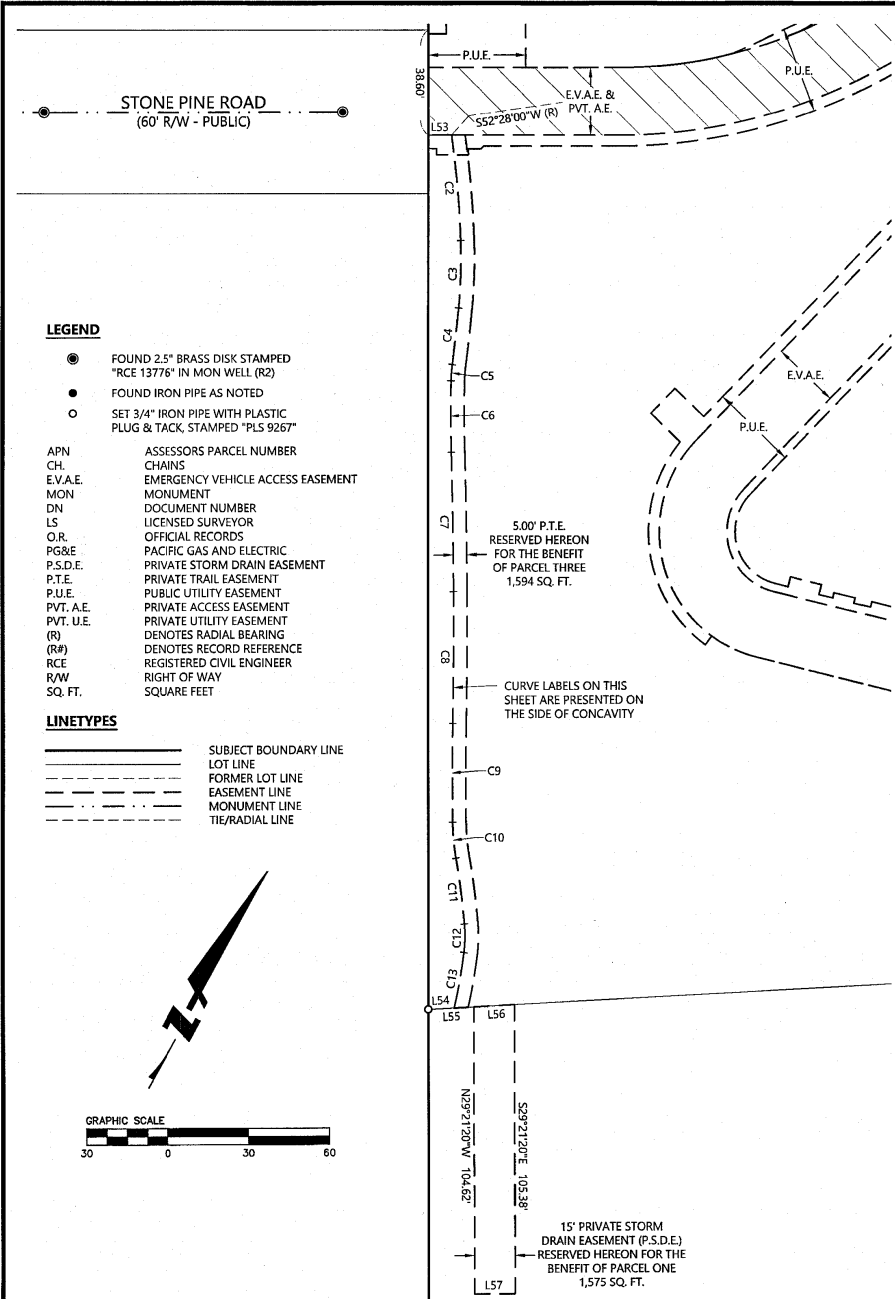 P.U.E.
38.60'
STONE PINE ROAD
(60' R/W - PUBLIC)
E.V.A.E. &
PVT. A.E.
P.U.E.
L53
S52°28'00"W (R)
C2
C3
C4
C5
C6
LEGEND
FOUND 2.5" BRASS DISK STAMPED
"RCE 13776" IN MON WELL (R2)
FOUND IRON PIPE AS NOTED
SET 3/4" IRON PIPE WITH PLASTIC
PLUG & TACK, STAMPED "PLS 9267"
APN ASSESSORS PARCEL NUMBER
CH. CHAINS
E.V.A.E. EMERGENCY VEHICLE ACCESS EASEMENT
MON MONUMENT
DN DOCUMENT NUMBER
LS LICENSED SURVEYOR
O.R. OFFICIAL RECORDS
PG&E PACIFIC GAS AND ELECTRIC
P.S.D.E. PRIVATE STORM DRAIN EASEMENT
P.T.E. PRIVATE TRAIL EASEMENT
P.U.E. PUBLIC UTILITY EASEMENT
PVT. A.E. PRIVATE ACCESS EASEMENT
PVT. U.E. PRIVATE UTILITY EASEMENT
(R) DENOTES RADIAL BEARING
(R#) DENOTES RECORD REFERENCE
RCE REGISTERED CIVIL ENGINEER
R/W RIGHT OF WAY
SQ. FT. SQUARE FEET
E.V.A.E.
P.U.E.
C7
5.00' P.T.E.
RESERVED HEREON
FOR THE BENEFIT
OF PARCEL THREE
1,594 SQ. FT.
C8
CURVE LABELS ON THIS
SHEET ARE PRESENTED ON
THE SIDE OF CONCAVITY
LINETYPES
SUBJECT BOUNDARY LINE
LOT LINE
FORMER LOT LINE
EASEMENT LINE
MONUMENT LINE
TIE/RADIAL LINE
C9
C10
C11
C12
C13
N
L54
L55
L56
GRAPHIC SCALE
30 0 30 60
N29°21'20"W 104.62'
S29°21'20"E 105.38'
15' PRIVATE STORM
DRAIN EASEMENT (P.S.D.E.)
RESERVED HEREON FOR THE
BENEFIT OF PARCEL ONE
1,575 SQ. FT.
L57